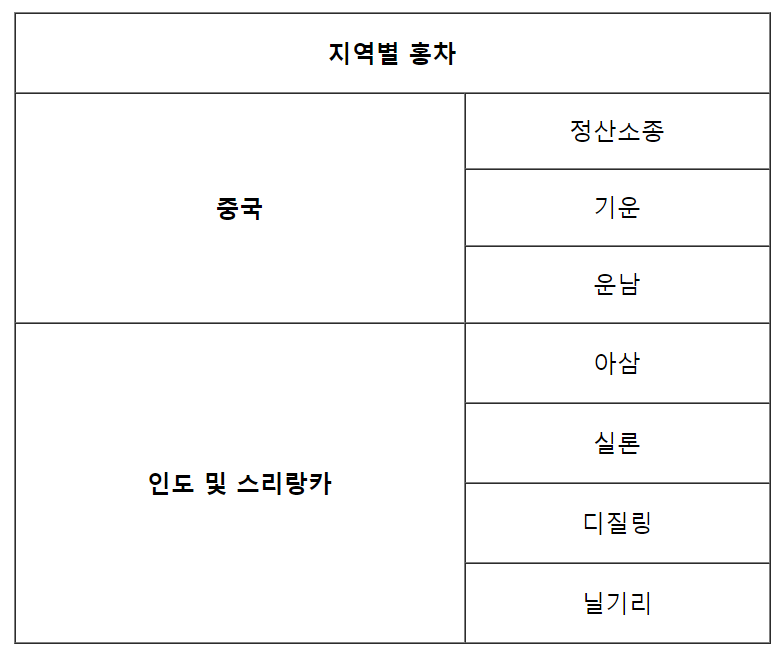 지역별 홍차
중국
정산소종
기운
운남
인도 및 스리랑카
아삼
실론
디질링
닐기리